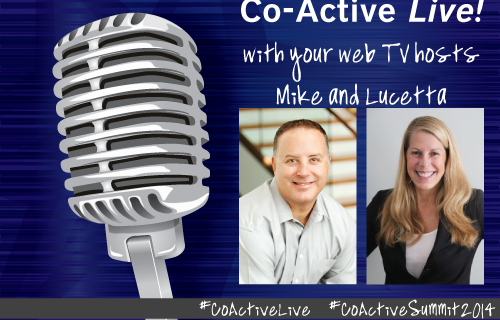 Co-Active Live!
with your web TV hosts
Mike and Lucetta
#CoActiveLive #CoActiveSummit2014